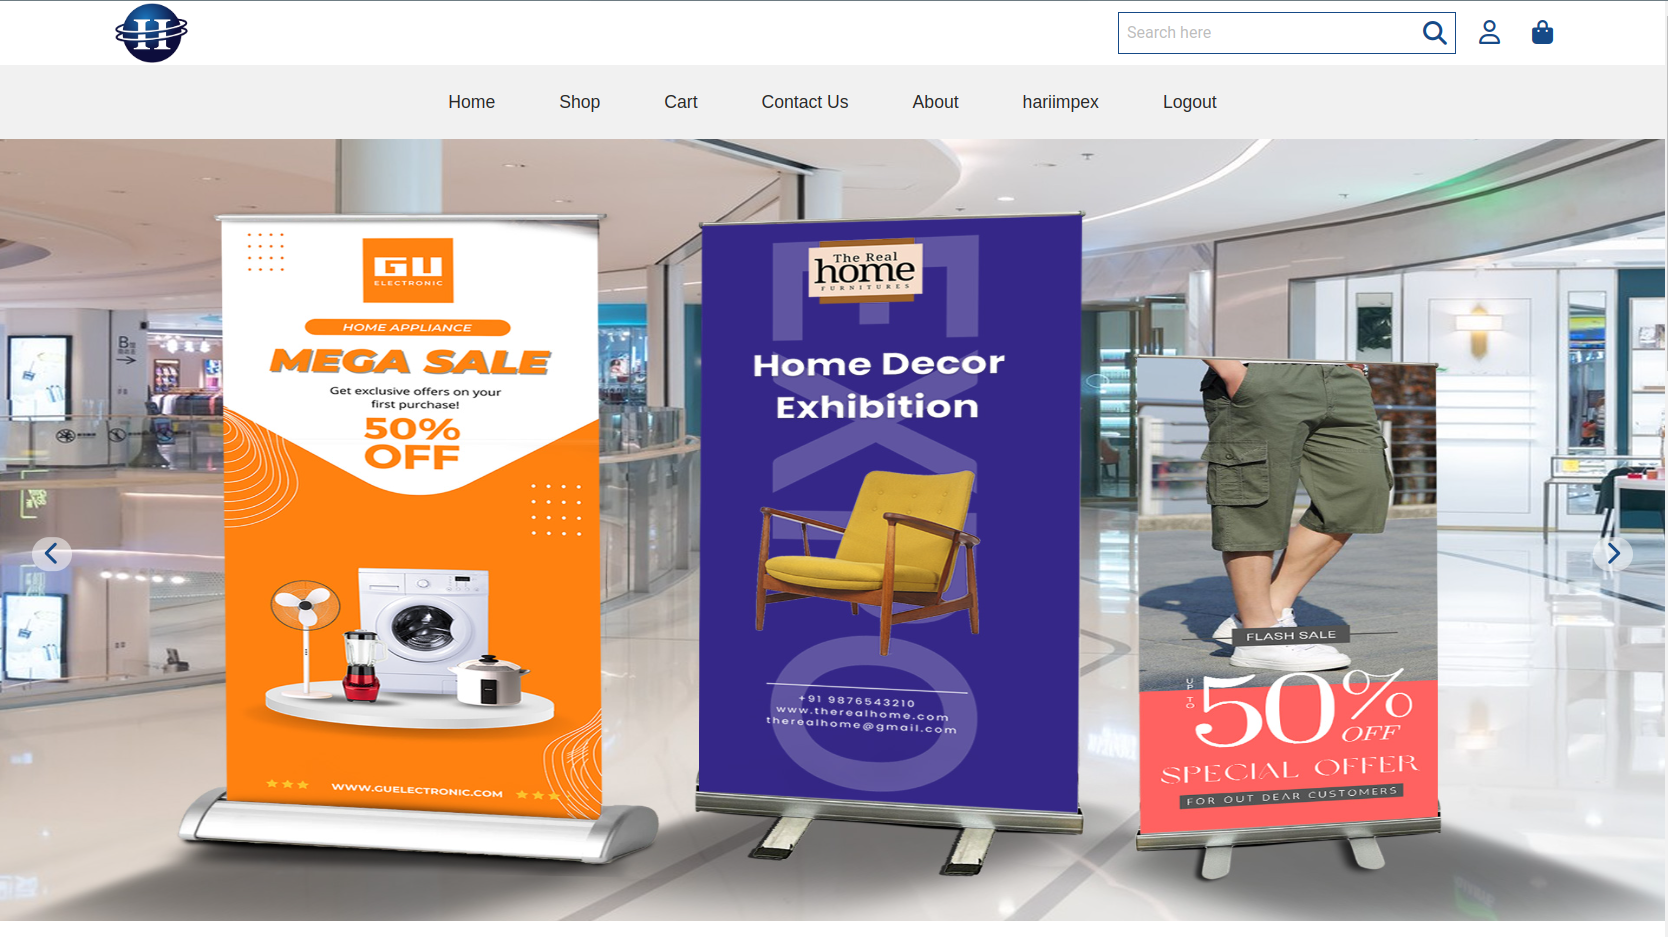 H
Search here
Home
Shop
Cart
Contact Us
About
hariimpex
Logout
GU
ELECTRONIC
HOME APPLIANCE
MEGA SALE
Get exclusive offers on your
first purchase!
50%
OFF
WWW.GUELECTRONIC.COM
EXPO
The Real
home
FURNITURES
Home Decor
Exhibition
+91 9876543210
www.therealhome.com
therealhome@gmail.com
FLASH SALE
UPTO
50%
OFF
SPECIAL OFFER
FOR OUT DEAR CUSTOMERS
B